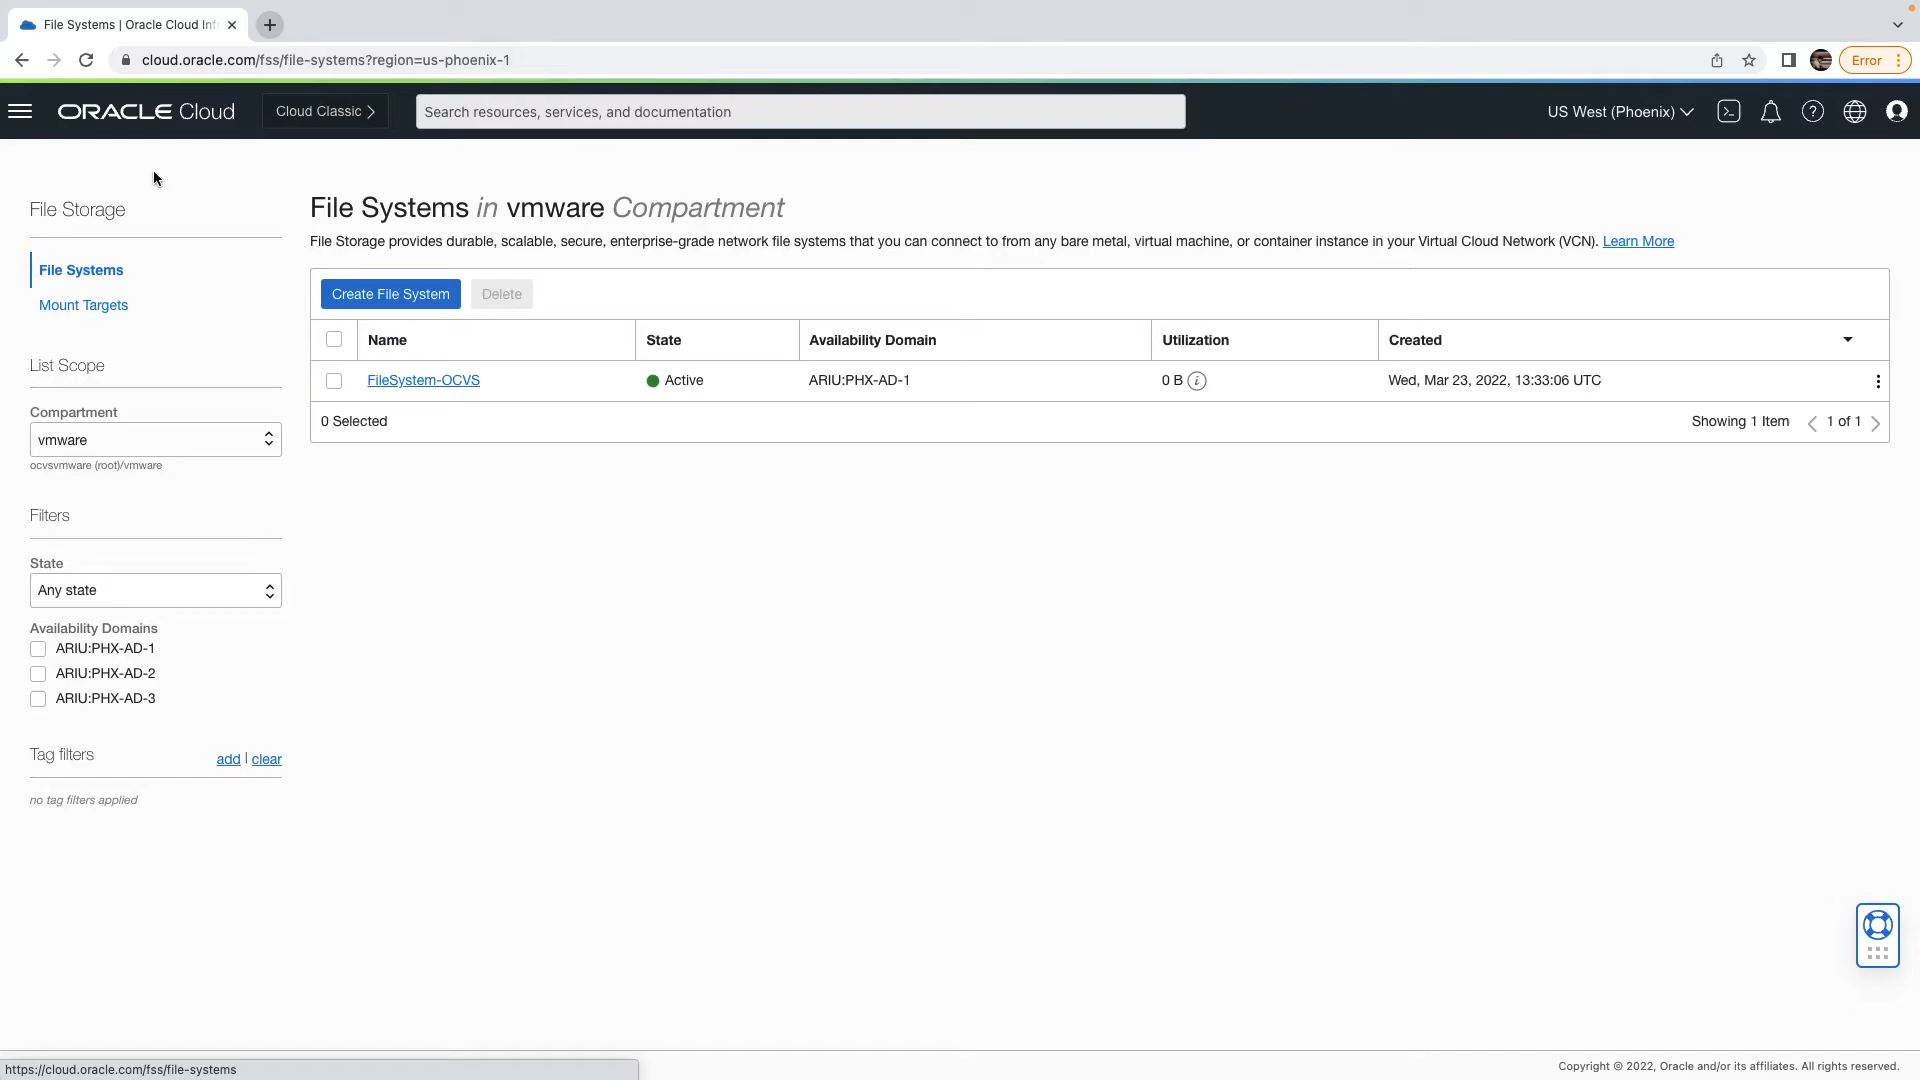 File Systems | Oracle Cloud Inf
cloud.oracle.com/fss/file-systems?region=us-phoenix-1
Error
ORACLE Cloud
Cloud Classic
Search resources, services, and documentation
US West (Phoenix)
File Storage
File Systems
Mount Targets
List Scope
Compartment
vmware
ocvsvmware (root)/vmware
Filters
State
Any state
Availability Domains
ARIU:PHX-AD-1
ARIU:PHX-AD-2
ARIU:PHX-AD-3
Tag filters add | clear
no tag filters applied
File Systems in vmware Compartment
File Storage provides durable, scalable, secure, enterprise-grade network file systems that you can connect to from any bare metal, virtual machine, or container instance in your Virtual Cloud Network (VCN). Learn More
Create File System Delete
Name State Availability Domain Utilization Created
FileSystem-OCVS Active ARIU:PHX-AD-1 0 B i Wed, Mar 23, 2022, 13:33:06 UTC
0 Selected Showing 1 Item 1 of 1
https://cloud.oracle.com/fss/file-systems
Copyright © 2022, Oracle and/or its affiliates. All rights reserved.